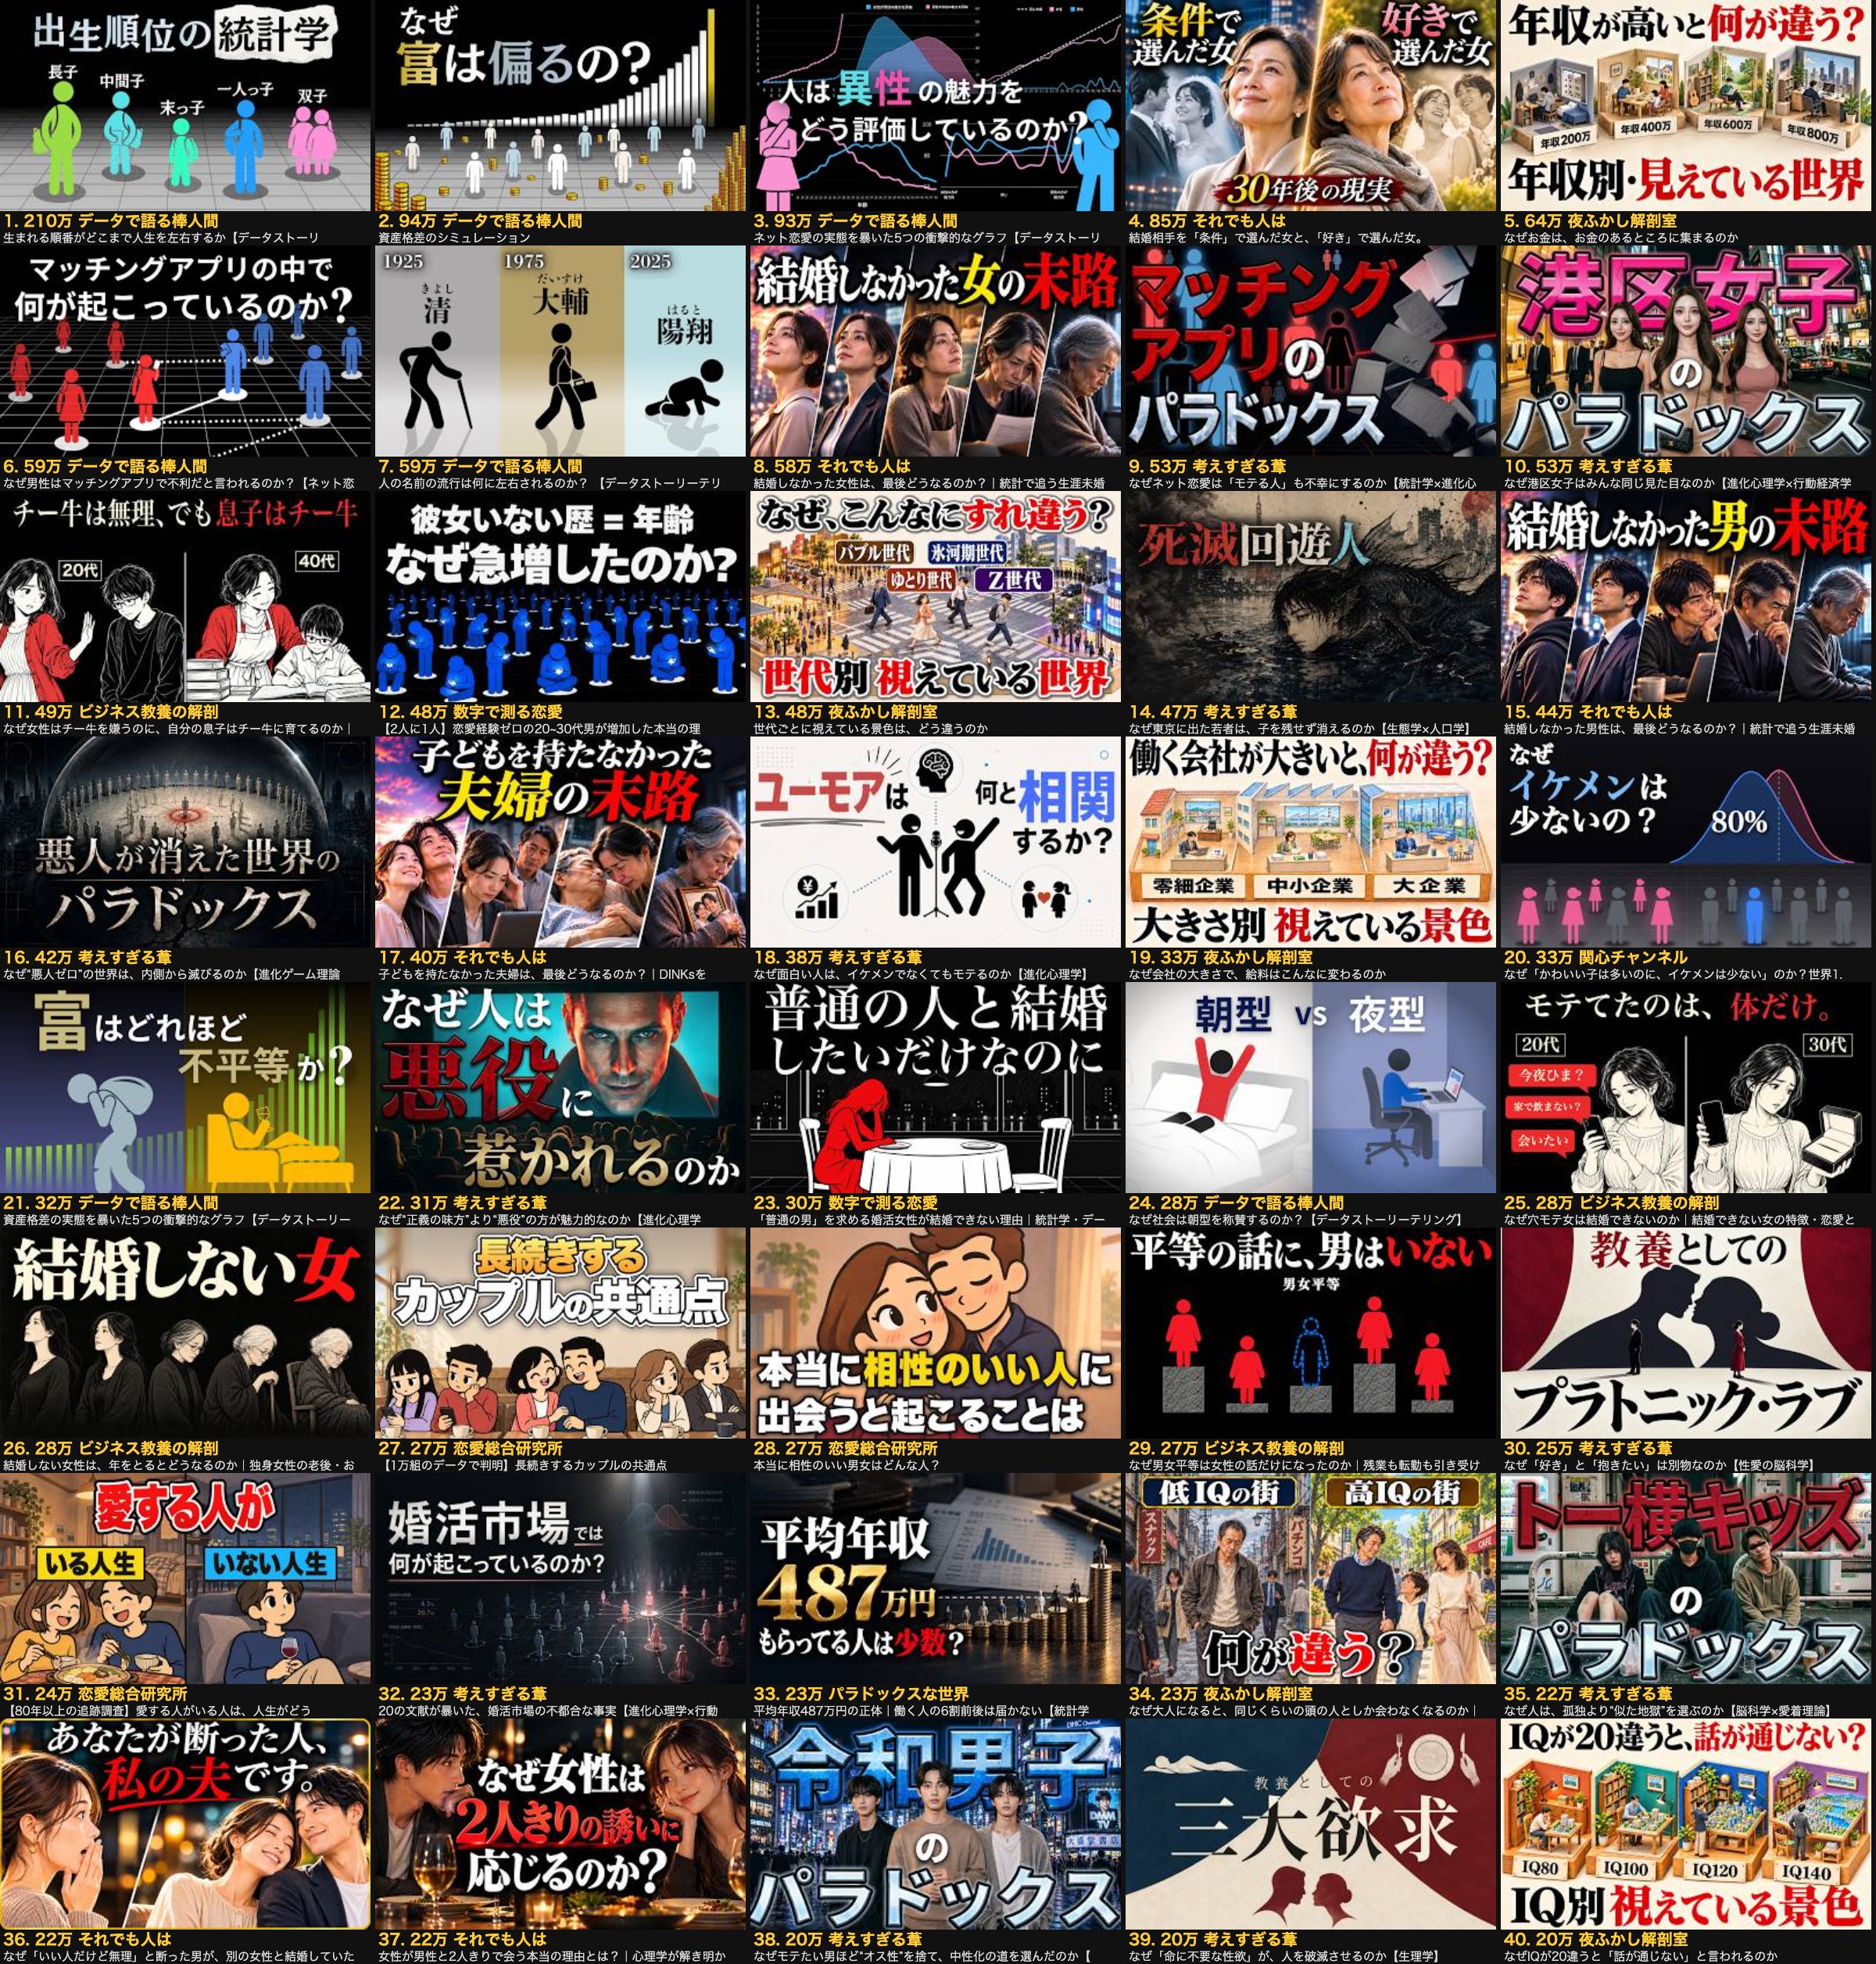 出生順位の統計学
長子
中間子
末っ子
一人っ子
双子
1. 210万 データで語る棒人間
生まれる順番がどこまで人生を左右するか【データストーリ
なぜ
富は偏るの?
2. 94万 データで語る棒人間
資産格差のシミュレーション
人は異性の魅力を
どう評価しているのか?
3. 93万 データで語る棒人間
ネット恋愛の実態を暴いた5つの衝撃的なグラフ【データストーリ
条件で
選んだ女
好きで
選んだ女
30年後の現実
4. 85万 それでも人は
結婚相手を「条件」で選んだ女と、「好き」で選んだ女。
年収が高いと何が違う?
年収200万
年収400万
年収600万
年収800万
年収別・見えている世界
5. 64万 夜ふかし解剖室
なぜお金は、お金のあるところに集まるのか
マッチングアプリの中で
何が起こっているのか?
6. 59万 データで語る棒人間
なぜ男性はマッチングアプリで不利だと言われるのか?【ネット恋
1925
1975
2025
きよし
清
だいすけ
大輔
はると
陽翔
7. 59万 データで語る棒人間
人の名前の流行は何に左右されるのか? 【データストーリーテリ
結婚しなかった女の末路
8. 58万 それでも人は
結婚しなかった女性は、最後どうなるのか?|統計で追う生涯未婚
マッチング
アプリの
パラドックス
9. 53万 考えすぎる葦
なぜネット恋愛は「モテる人」も不幸にするのか【統計学×進化心
港区女子
の
パラドックス
10. 53万 考えすぎる葦
なぜ港区女子はみんな同じ見た目なのか【進化心理学×行動経済学
チー牛は無理、でも息子はチー牛
20代
40代
11. 49万 ビジネス教養の解剖
なぜ女性はチー牛を嫌うのに、自分の息子はチー牛に育てるのか|
彼女いない歴 = 年齢
なぜ急増したのか?
12. 48万 数字で測る恋愛
【2人に1人】恋愛経験ゼロの20~30代男が増加した本当の理
なぜ、こんなにすれ違う?
バブル世代
氷河期世代
ゆとり世代
Z世代
世代別 視えている世界
13. 48万 夜ふかし解剖室
世代ごとに視えている景色は、どう違うのか
死滅回遊人
14. 47万 考えすぎる葦
なぜ東京に出た若者は、子を残せず消えるのか【生態学×人口学】
結婚しなかった男の末路
15. 44万 それでも人は
結婚しなかった男性は、最後どうなるのか?|統計で追う生涯未婚
悪人が消えた世界の
パラドックス
16. 42万 考えすぎる葦
なぜ"悪人ゼロ"の世界は、内側から滅びるのか【進化ゲーム理論
子どもを持たなかった
夫婦の末路
17. 40万 それでも人は
子どもを持たなかった夫婦は、最後どうなるのか?|DINKsを
ユーモアは
何と相関
するか?
18. 38万 考えすぎる葦
なぜ面白い人は、イケメンでなくてもモテるのか【進化心理学】
働く会社が大きいと、何が違う?
零細企業
中小企業
大企業
大きさ別 視えている景色
19. 33万 夜ふかし解剖室
なぜ会社の大きさで、給料はこんなに変わるのか
なぜ
イケメンは
少ないの?
80%
20. 33万 関心チャンネル
なぜ「かわいい子は多いのに、イケメンは少ない」のか?世界1.
富はどれほど
不平等か?
21. 32万 データで語る棒人間
資産格差の実態を暴いた5つの衝撃的なグラフ【データストーリー
なぜ人は
悪役に
惹かれるのか
22. 31万 考えすぎる葦
なぜ"正義の味方"より"悪役"の方が魅力的なのか【進化心理学
普通の人と結婚
したいだけなのに
23. 30万 数字で測る恋愛
「普通の男」を求める婚活女性が結婚できない理由|統計学・デー
朝型 vs 夜型
24. 28万 データで語る棒人間
なぜ社会は朝型を称賛するのか?【データストーリーテリング】
モテてたのは、体だけ。
20代
30代
今夜ひま?
家で飲まない?
会いたい
25. 28万 ビジネス教養の解剖
なぜ穴モテ女は結婚できないのか|結婚できない女の特徴・恋愛と
結婚しない女
26. 28万 ビジネス教養の解剖
結婚しない女性は、年をとるとどうなるのか|独身女性の老後・お
長続きする
カップルの共通点
27. 27万 恋愛総合研究所
【1万組のデータで判明】長続きするカップルの共通点
本当に相性のいい人に
出会うと起こることは
28. 27万 恋愛総合研究所
本当に相性のいい男女はどんな人?
平等の話に、男はいない
男女平等
29. 27万 ビジネス教養の解剖
なぜ男女平等は女性の話だけになったのか|残業も転勤も引き受け
教養としての
プラトニック・ラブ
30. 25万 考えすぎる葦
なぜ「好き」と「抱きたい」は別物なのか【性愛の脳科学】
愛する人が
いる人生
いない人生
31. 24万 恋愛総合研究所
【80年以上の追跡調査】愛する人がいる人は、人生がどう
婚活市場では
何が起こっているのか?
32. 23万 考えすぎる葦
20の文献が暴いた、婚活市場の不都合な事実【進化心理学×行動
平均年収
487万円
もらってる人は少数?
33. 23万 パラドックスな世界
平均年収487万円の正体|働く人の6割前後は届かない【統計学
低IQの街
高IQの街
スナック
パチンコ
CAFE
何が違う?
34. 23万 夜ふかし解剖室
なぜ大人になると、同じくらいの頭の人としか会わなくなるのか|
トー横キッズ
の
パラドックス
35. 22万 考えすぎる葦
なぜ人は、孤独より"似た地獄"を選ぶのか【脳科学×愛着理論】
あなたが断った人、
私の夫です。
36. 22万 それでも人は
なぜ「いい人だけど無理」と断った男が、別の女性と結婚していた
なぜ女性は
2人きりの誘いに
応じるのか?
37. 22万 それでも人は
女性が男性と2人きりで会う本当の理由とは?|心理学が解き明か
令和男子
の
パラドックス
38. 20万 考えすぎる葦
なぜモテたい男ほど"オス性"を捨て、中性化の道を選んだのか【
教養としての
三大欲求
39. 20万 考えすぎる葦
なぜ「命に不要な性欲」が、人を破滅させるのか【生理学】
IQが20違うと、話が通じない?
IQ80
IQ100
IQ120
IQ140
IQ別 視えている景色
40. 20万 夜ふかし解剖室
なぜIQが20違うと「話が通じない」と言われるのか